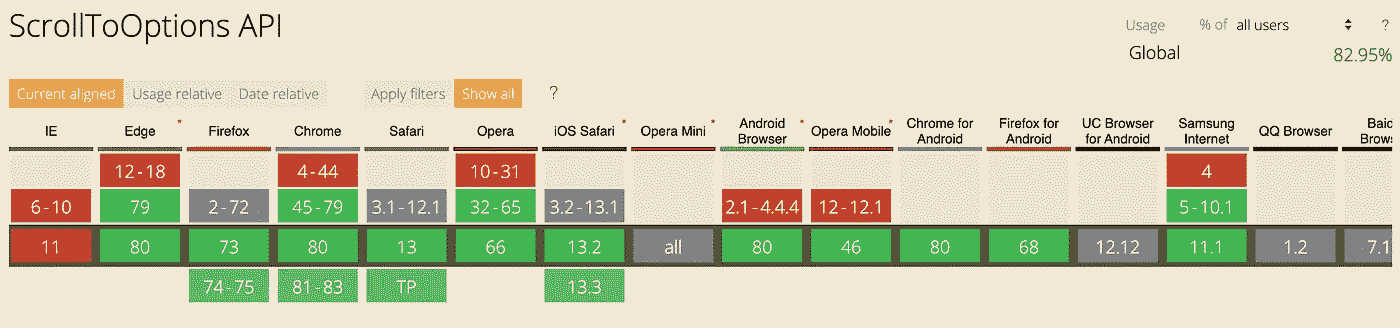 ScrollToOptions API
Usage % of all users ?
Global 82.95%
Current aligned Usage relative Date relative Apply filters Show all ?
IE Edge * Firefox Chrome Safari Opera iOS Safari * Opera Mini * Android Browser * Opera Mobile * Chrome for Android Firefox for Android UC Browser for Android Samsung Internet QQ Browser Baid Brows
12-18 4-44 10-31 4
6-10 79 2-72 45-79 3.1-12.1 32-65 3.2-13.1 2.1-4.4.4 12-12.1 5-10.1
11 80 73 80 13 66 13.2 all 80 46 80 68 12.12 11.1 1.2 7.1
74-75 81-83 TP 13.3